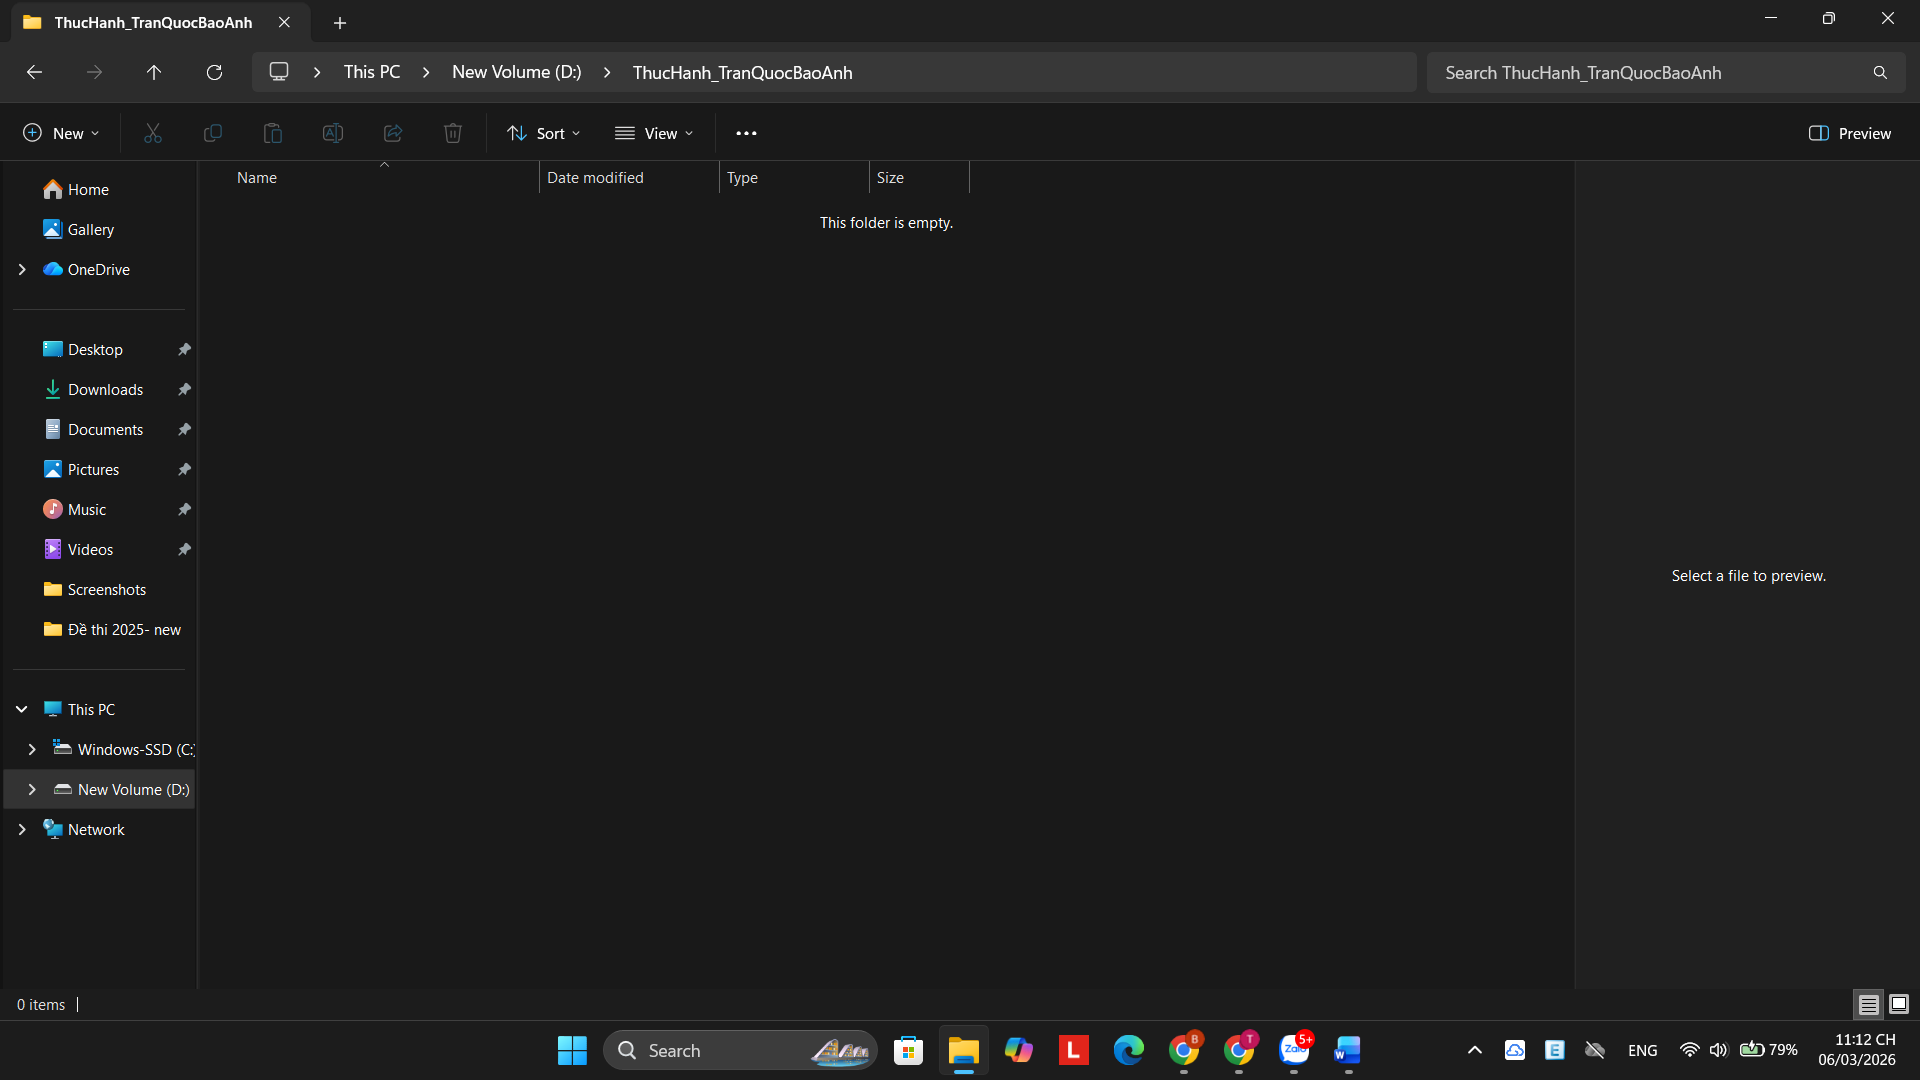 ThucHanh_TranQuocBaoAnh
This PC New Volume (D:) ThucHanh_TranQuocBaoAnh
Search ThucHanh_TranQuocBaoAnh
New Sort View Preview
Name Date modified Type Size
This folder is empty.
Home
Gallery
OneDrive
Desktop
Downloads
Documents
Pictures
Music
Videos
Screenshots
Đề thi 2025- new
This PC
Windows-SSD (C:)
New Volume (D:)
Network
Select a file to preview.
0 items
Search
L
B
T
Zalo
5+
W
E
ENG
79%
11:12 CH
06/03/2026